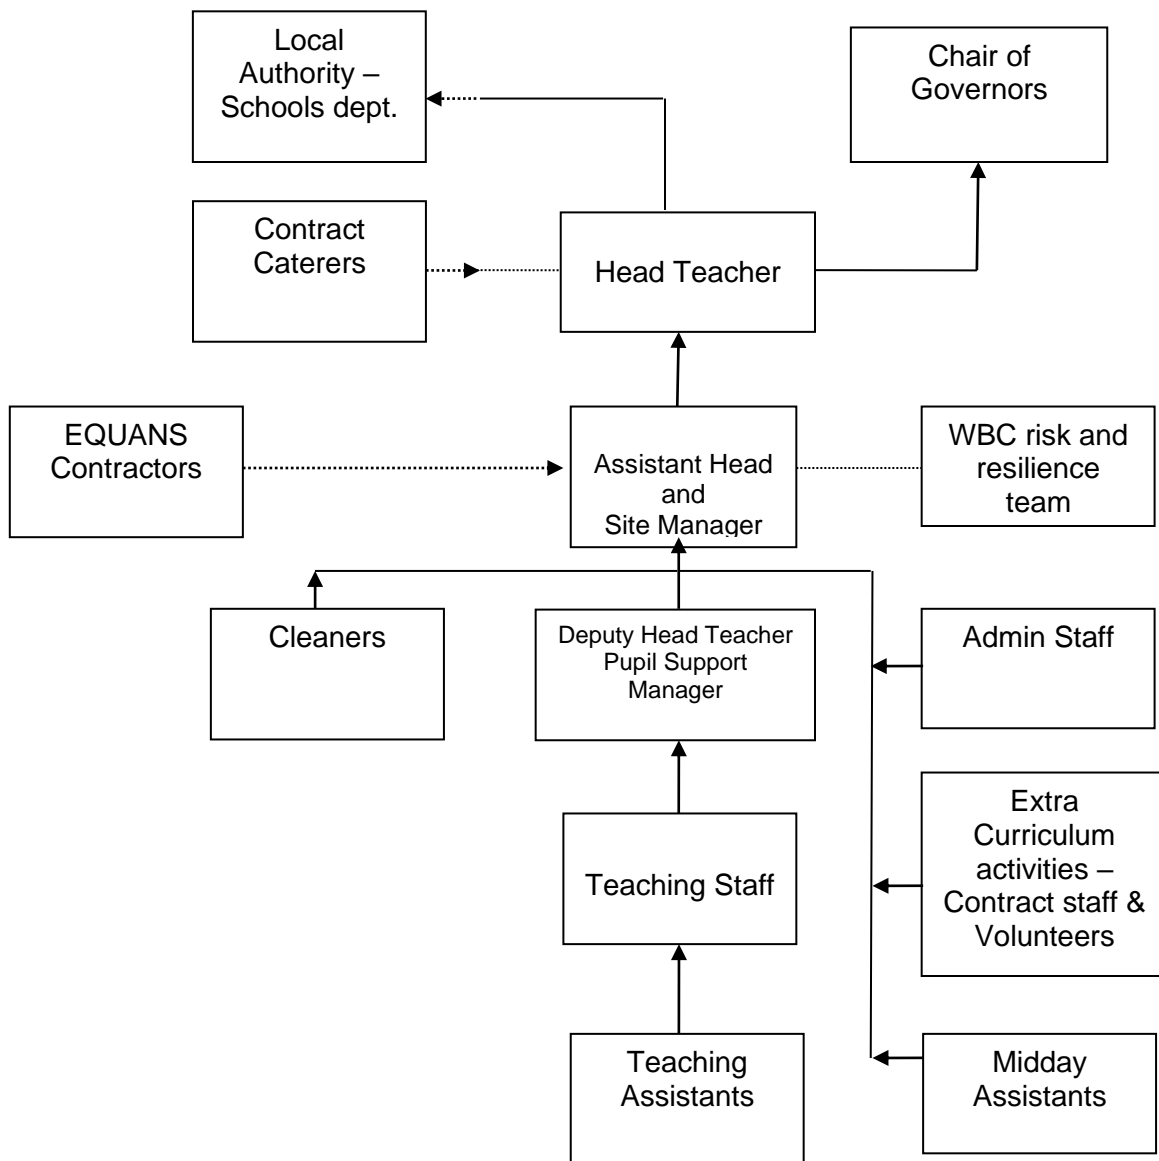 Local
Authority –
Schools dept.
Chair of
Governors
Contract
Caterers
Head Teacher
EQUANS
Contractors
Assistant Head
and
Site Manager
WBC risk and
resilience
team
Cleaners
Deputy Head Teacher
Pupil Support
Manager
Admin Staff
Extra
Curriculum
activities –
Contract staff &
Volunteers
Teaching Staff
Teaching
Assistants
Midday
Assistants